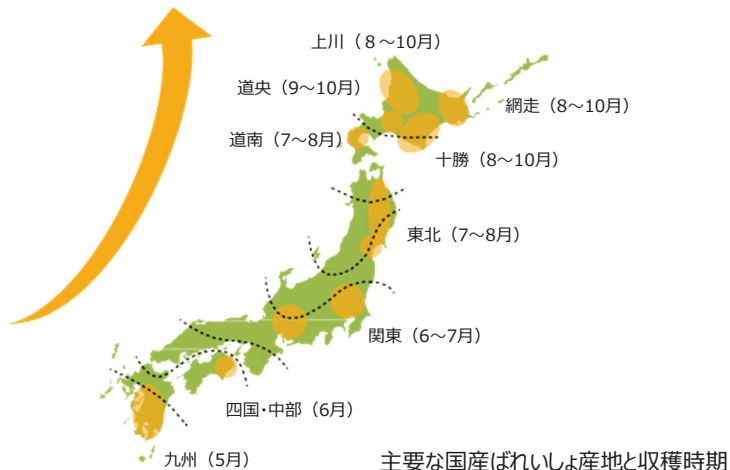 上川（８～10月）
道央（9～10月）
網走（8～10月）
道南（7～8月）
十勝（8～10月）
東北（7～8月）
関東（6～7月）
四国・中部（6月）
九州（5月）
主要な国産ばれいしょ産地と収穫時期